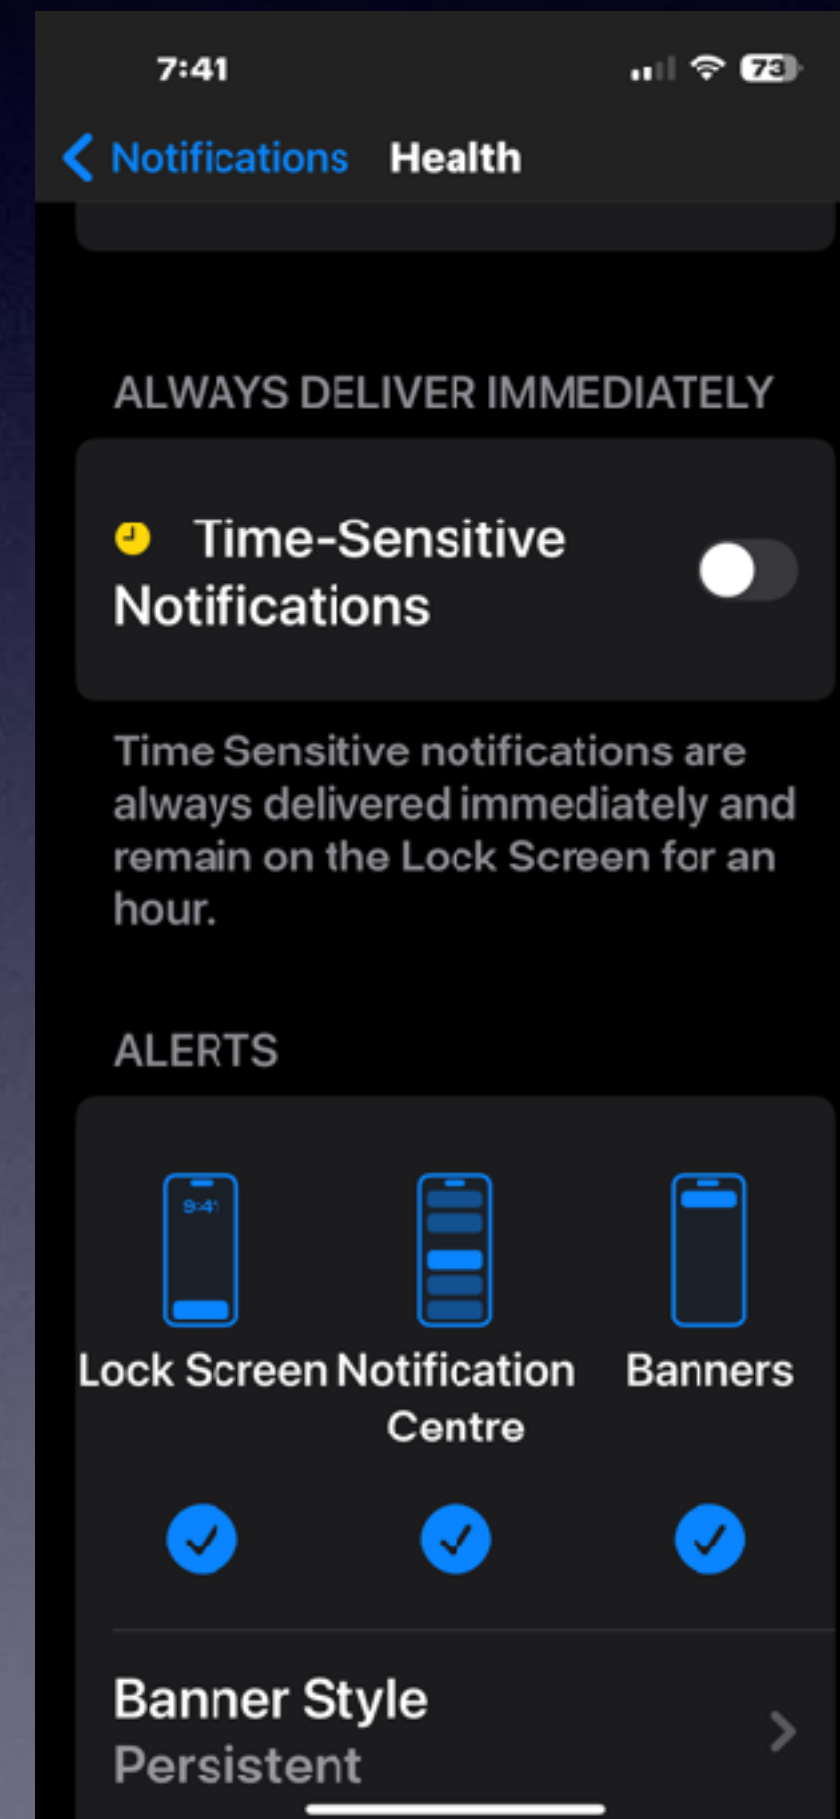 7:41
73
Notifications Health
ALWAYS DELIVER IMMEDIATELY
Time-Sensitive
Notifications
Time Sensitive notifications are
always delivered immediately and
remain on the Lock Screen for an
hour.
ALERTS
9:41
Lock Screen Notification Banners
Centre
Banner Style
Persistent